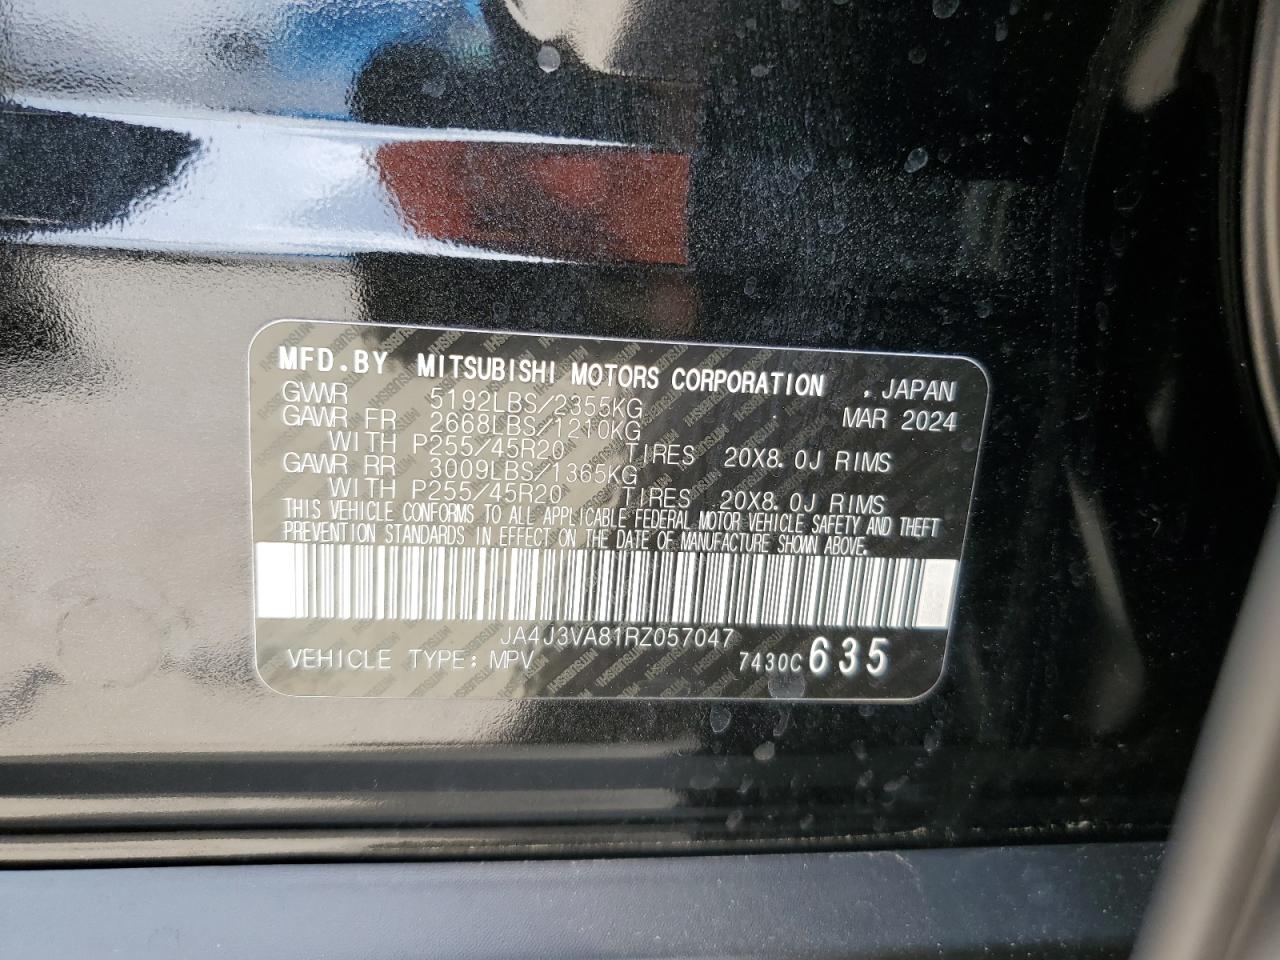 MFD.BY MITSUBISHI MOTORS CORPORATION , JAPAN
GVWR 5192LBS/2355KG MAR 2024
GAWR FR 2668LBS/1210KG
WITH P255/45R20 TIRES 20X8.0J RIMS
GAWR RR 3009LBS/1365KG
WITH P255/45R20 TIRES 20X8.0J RIMS
THIS VEHICLE CONFORMS TO ALL APPLICABLE FEDERAL MOTOR VEHICLE SAFETY AND THEFT
PREVENTION STANDARDS IN EFFECT ON THE DATE OF MANUFACTURE SHOWN ABOVE.
JA4J3VA81RZ057047
VEHICLE TYPE: MPV 7430C 635